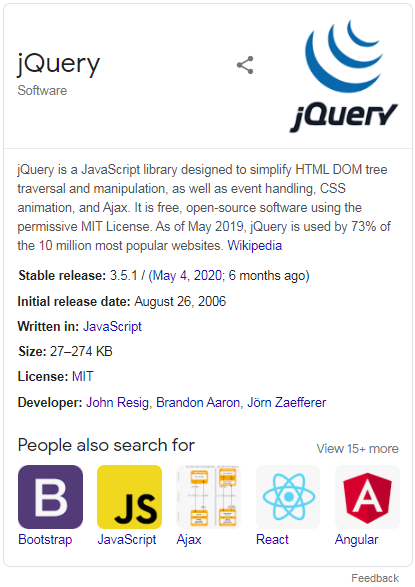 jQuery
Software
jQuery
jQuery is a JavaScript library designed to simplify HTML DOM tree
traversal and manipulation, as well as event handling, CSS
animation, and Ajax. It is free, open-source software using the
permissive MIT License. As of May 2019, jQuery is used by 73% of
the 10 million most popular websites. Wikipedia
Stable release: 3.5.1 / (May 4, 2020; 6 months ago)
Initial release date: August 26, 2006
Written in: JavaScript
Size: 27–274 KB
License: MIT
Developer: John Resig, Brandon Aaron, Jörn Zaefferer
People also search for
View 15+ more
B
JS
A
Bootstrap
JavaScript
Ajax
React
Angular
Feedback